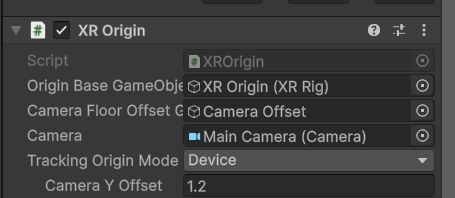 XR Origin
Script XROrigin
Origin Base GameObje XR Origin (XR Rig)
Camera Floor Offset G Camera Offset
Camera Main Camera (Camera)
Tracking Origin Mode Device
Camera Y Offset 1.2